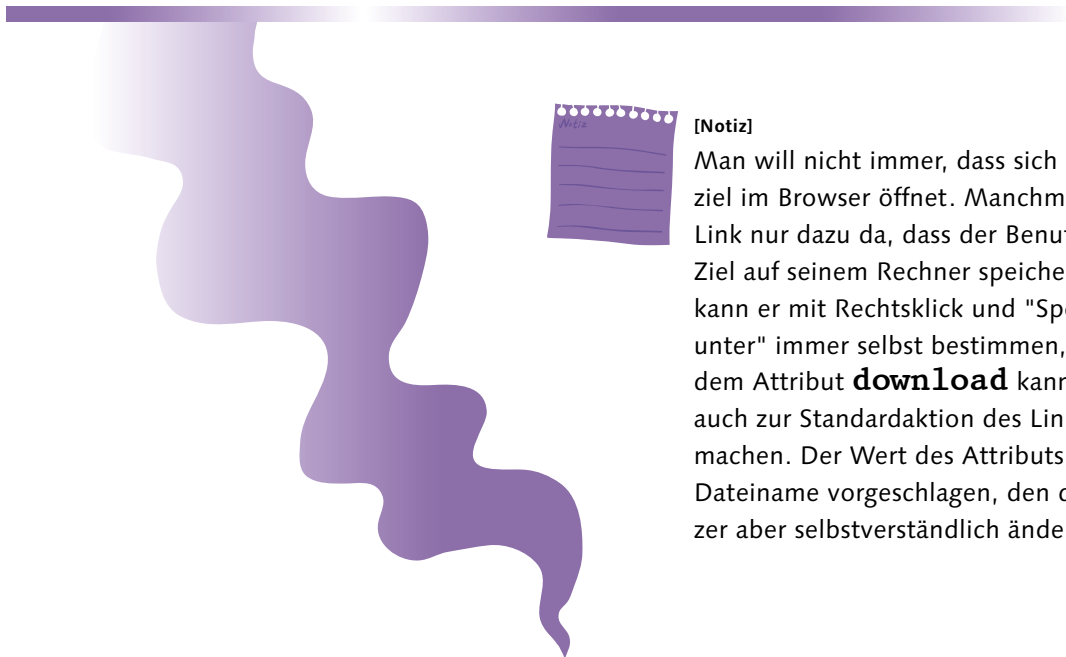 Notiz
[Notiz]
Man will nicht immer, dass sich
ziel im Browser öffnet. Manchm
Link nur dazu da, dass der Benut
Ziel auf seinem Rechner speiche
kann er mit Rechtsklick und "Spe
unter" immer selbst bestimmen,
dem Attribut download kann
auch zur Standardaktion des Lin
machen. Der Wert des Attributs
Dateiname vorgeschlagen, den d
zer aber selbstverständlich ände